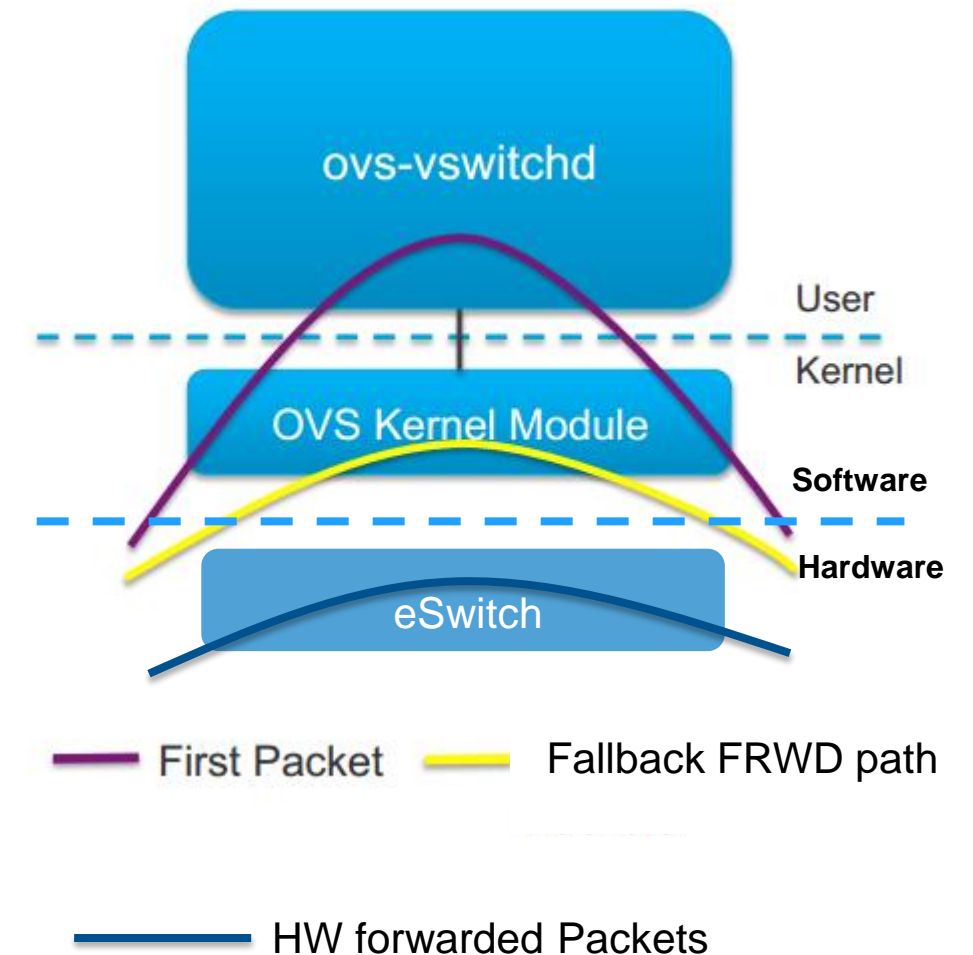 ovs-vswitchd
User
Kernel
OVS Kernel Module
Software
Hardware
eSwitch
First Packet
Fallback FRWD path
HW forwarded Packets